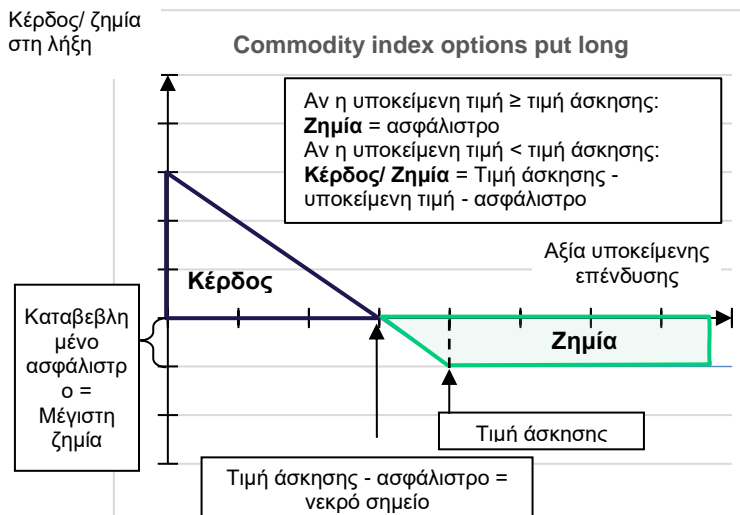 Κέρδος/ ζημία
στη λήξη
Commodity index options put long
Αν η υποκείμενη τιμή ≥ τιμή άσκησης:
Ζημία = ασφάλιστρο
Αν η υποκείμενη τιμή < τιμή άσκησης:
Κέρδος/ Ζημία = Τιμή άσκησης -
υποκείμενη τιμή - ασφάλιστρο
Αξία υποκείμενης
επένδυσης
Κέρδος
Καταβεβλη
μένο
ασφάλιστρ
ο =
Μέγιστη
ζημία
Ζημία
Τιμή άσκησης
Τιμή άσκησης - ασφάλιστρο =
νεκρό σημείο